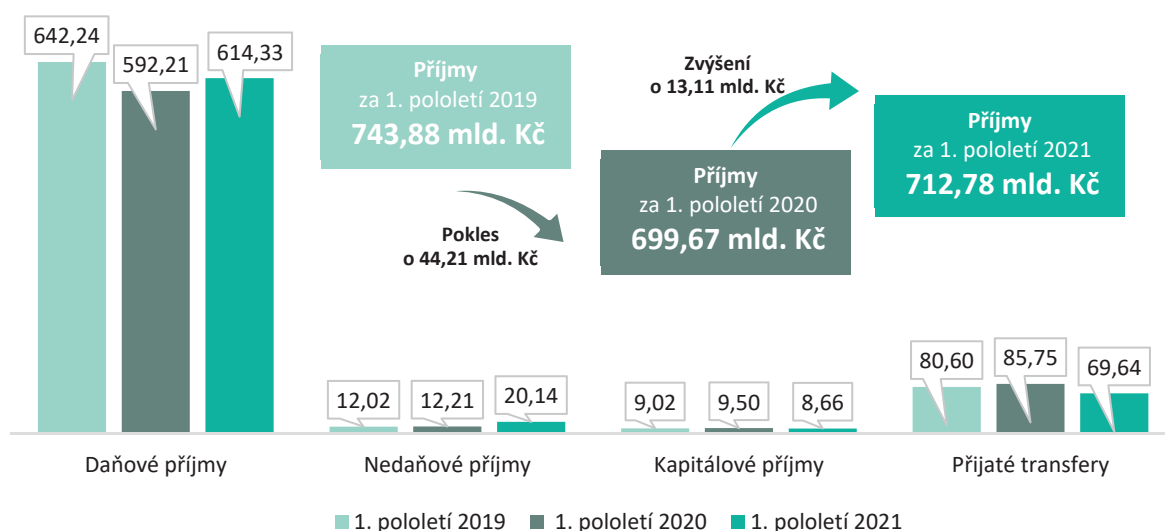 642,24
592,21
614,33
Příjmy
za 1. pololetí 2019
743,88 mld. Kč
Pokles
o 44,21 mld. Kč
Zvýšení
o 13,11 mld. Kč
Příjmy
za 1. pololetí 2020
699,67 mld. Kč
Příjmy
za 1. pololetí 2021
712,78 mld. Kč
12,02
12,21
20,14
9,02
9,50
8,66
80,60
85,75
69,64
Daňové příjmy
Nedaňové příjmy
Kapitálové příjmy
Přijaté transfery
1. pololetí 2019
1. pololetí 2020
1. pololetí 2021